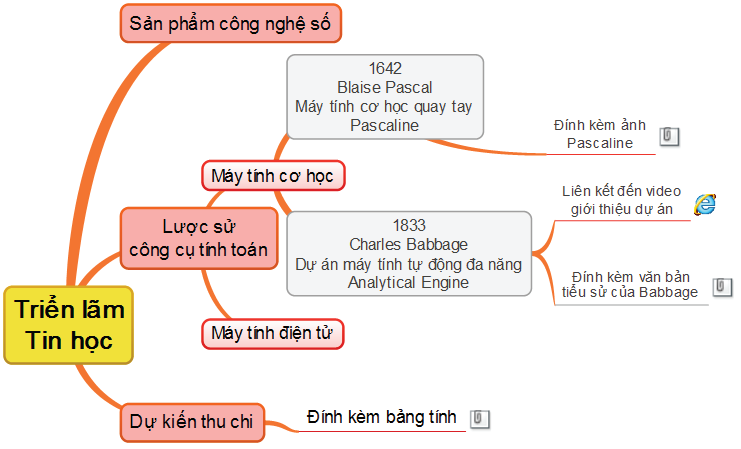 Sản phẩm công nghệ số
1642
Blaise Pascal
Máy tính cơ học quay tay
Pascaline
Đính kèm ảnh
Pascaline
Máy tính cơ học
Liên kết đến video
giới thiệu dự án
Lược sử
công cụ tính toán
1833
Charles Babbage
Dự án máy tính tự động đa năng
Analytical Engine
Đính kèm văn bản
tiểu sử của Babbage
Triển lãm
Tin học
Máy tính điện tử
Dự kiến thu chi
Đính kèm bảng tính